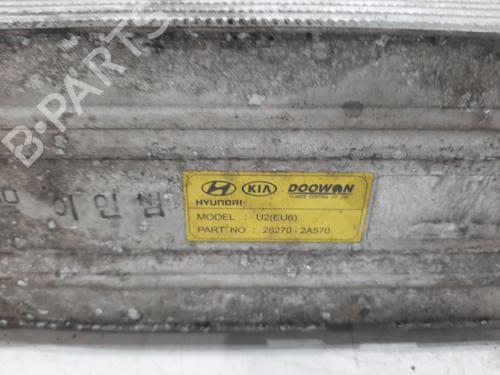 B-Parts
이인범
HYUNDAI KIA DOOWON
CLIMATE CONTROL CO.,LTD
MODEL : U2(EU6)
PART NO : 28270 - 2A570